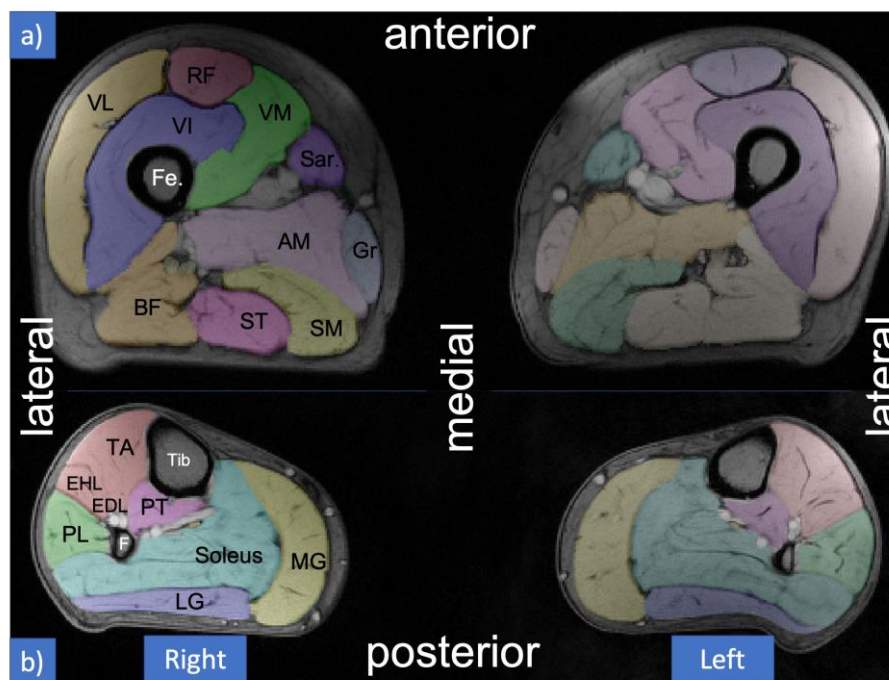 a)
anterior
RF
VL
VM
VI
Sar.
Fe.
AM
Gr
BF
ST
SM
lateral
medial
lateral
TA
Tib
EHL
EDL
PT
PL
F
Soleus
MG
LG
b)
Right
posterior
Left